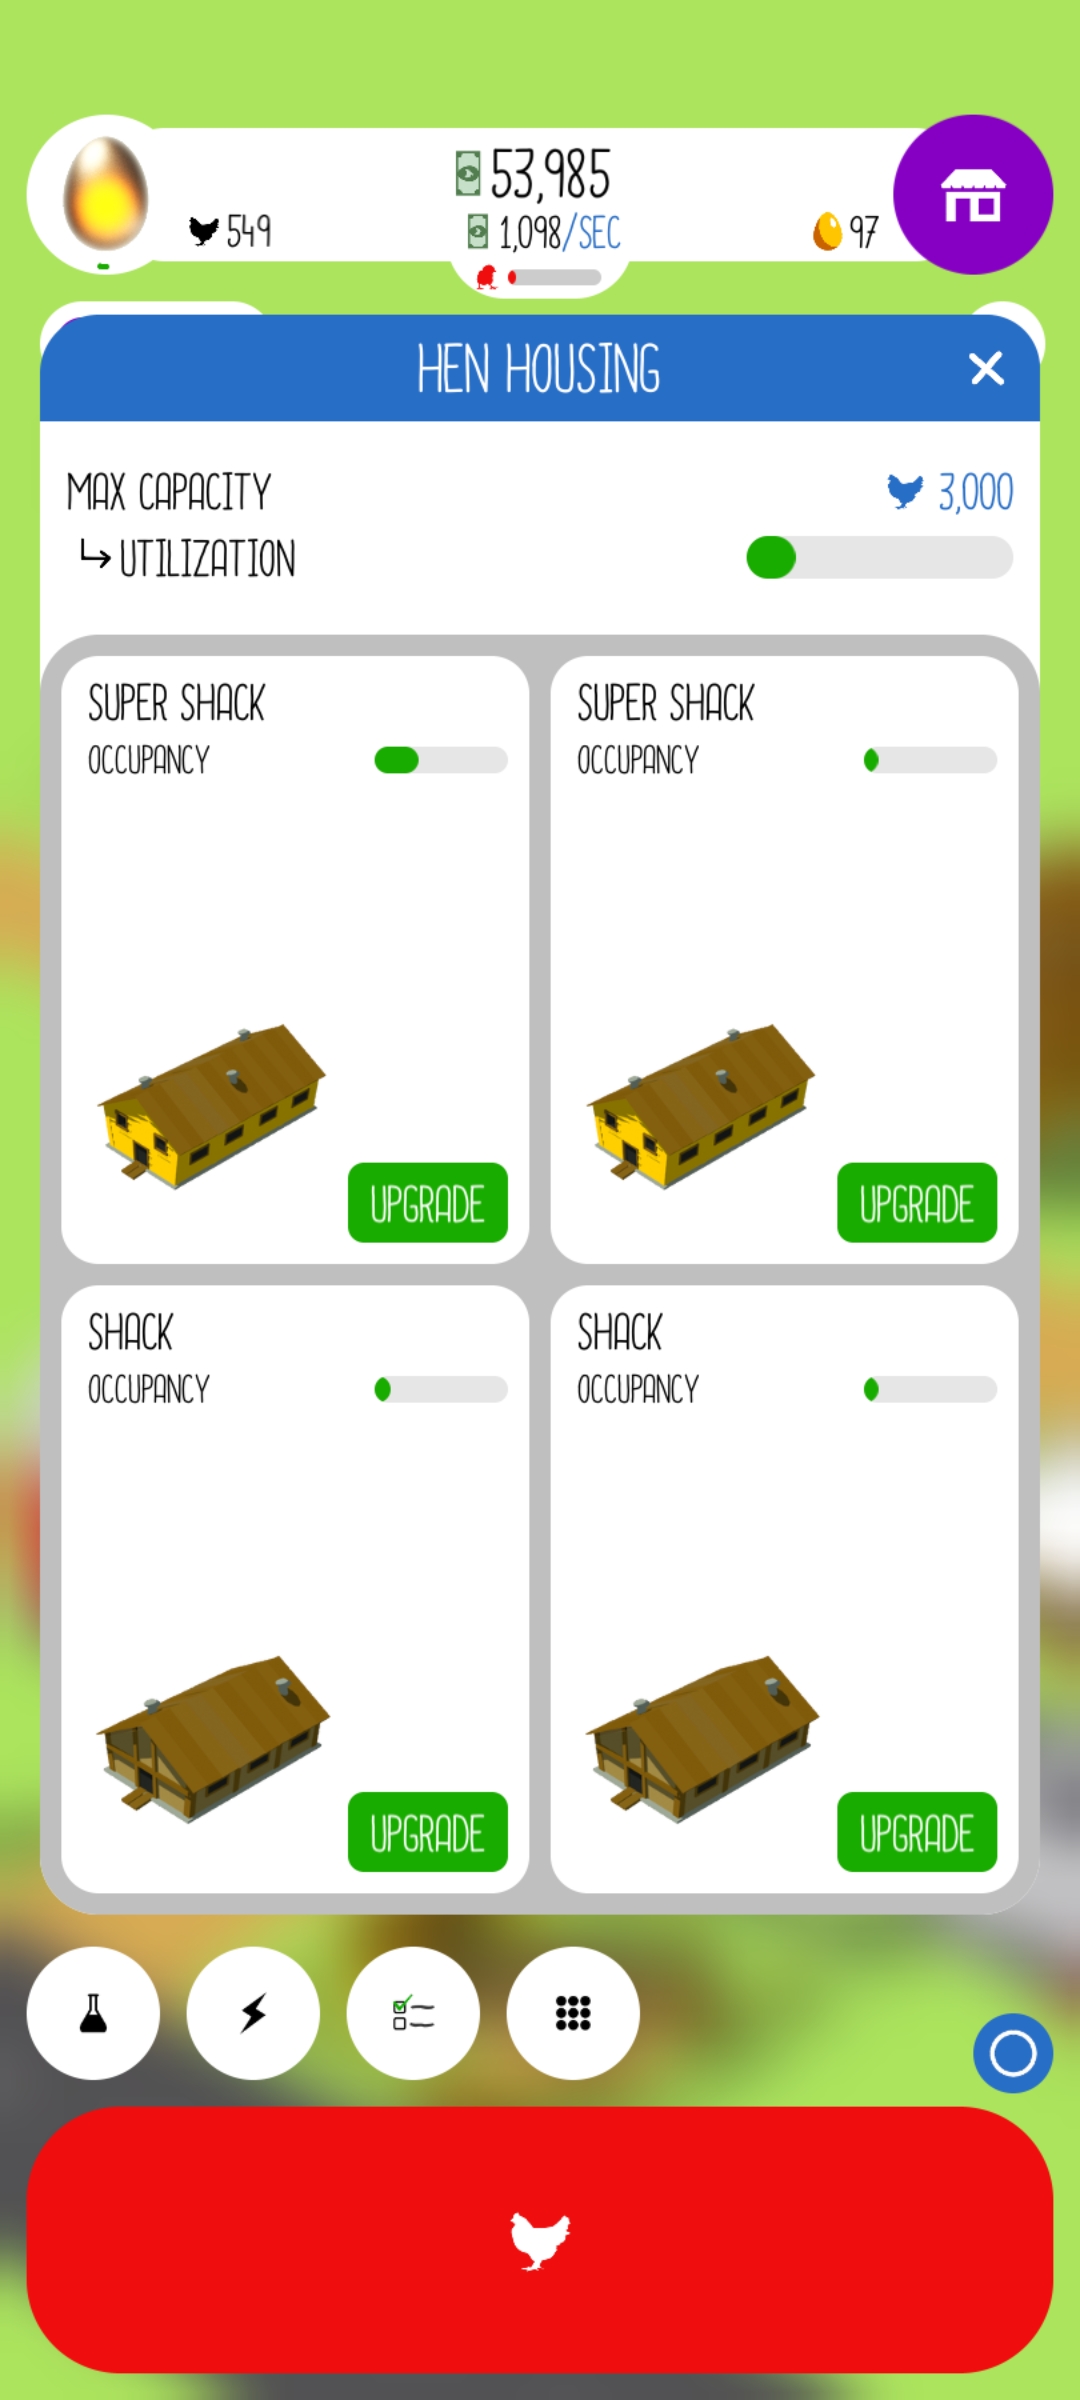 53,985
549
1,098/SEC
97
HEN HOUSING
MAX CAPACITY
3,000
UTILIZATION
SUPER SHACK
OCCUPANCY
UPGRADE
SUPER SHACK
OCCUPANCY
UPGRADE
SHACK
OCCUPANCY
UPGRADE
SHACK
OCCUPANCY
UPGRADE